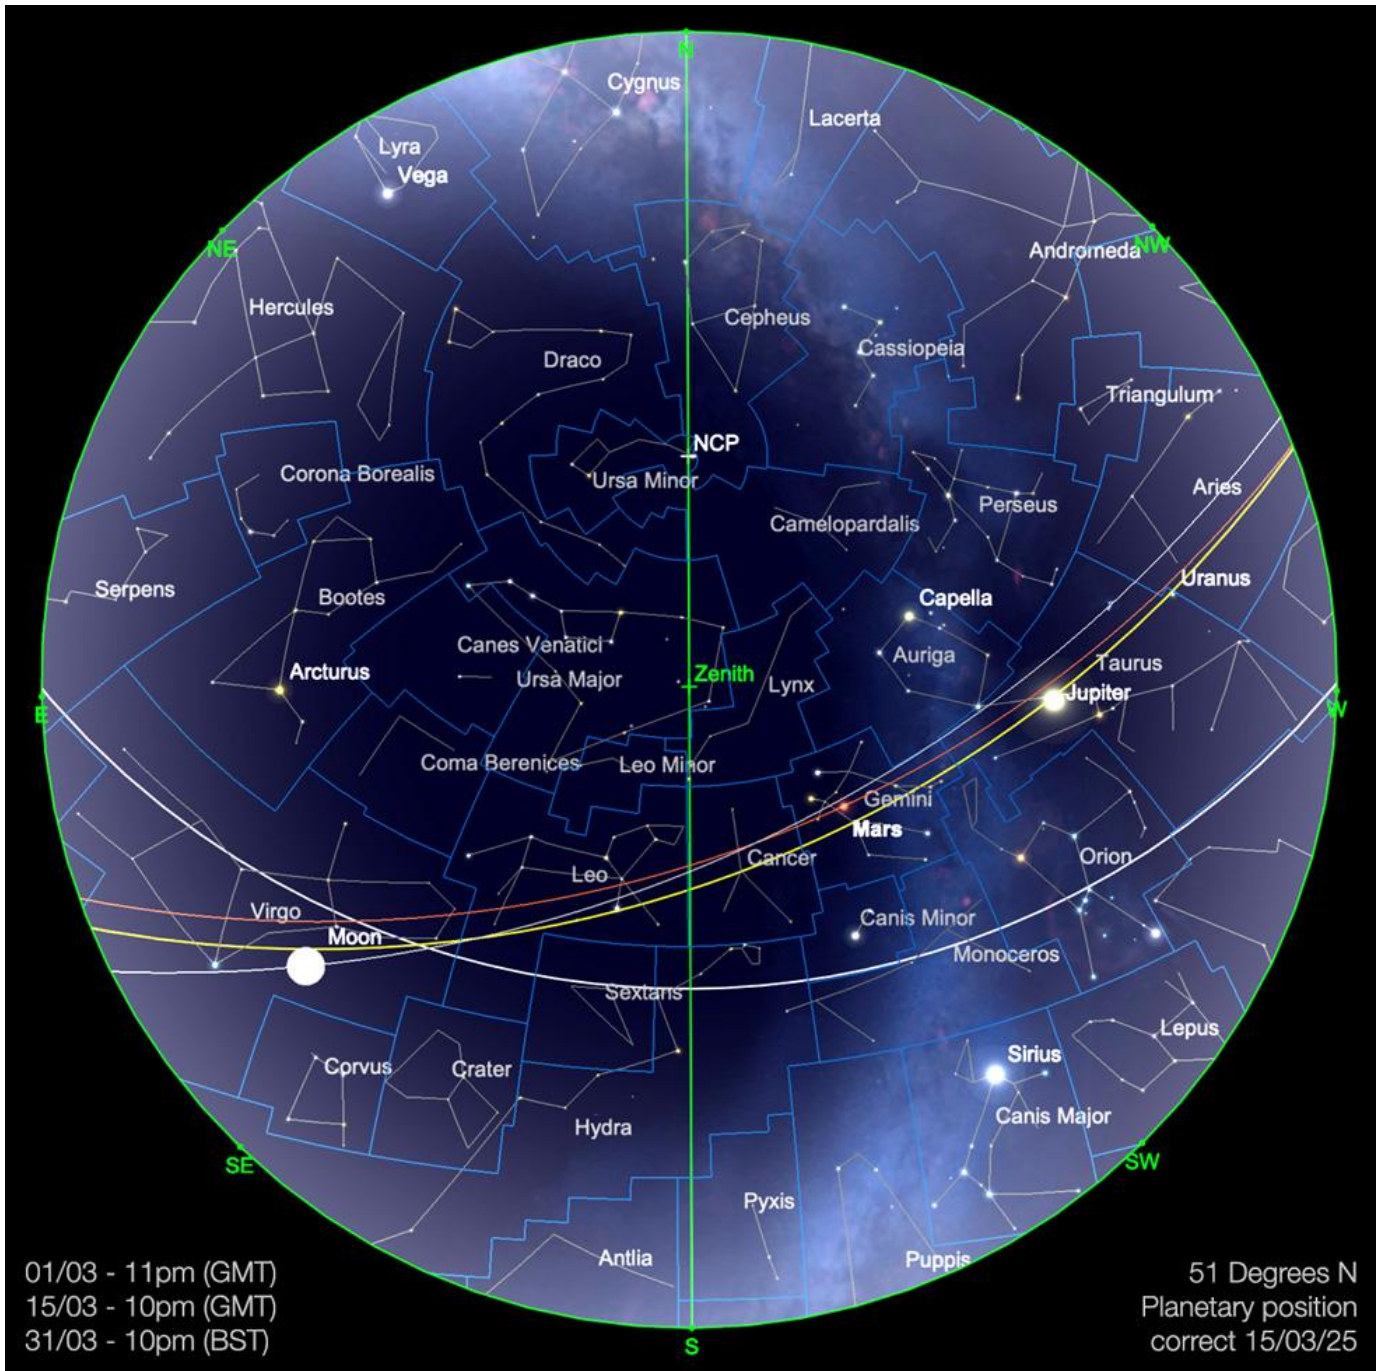 N
Cygnus
Lacerta
Lyra
Vega
NE
NW
Andromeda
Hercules
Cepheus
Cassiopeia
Draco
Triangulum
NCP
Corona Borealis
Ursa Minor
Aries
Perseus
Camelopardalis
Serpens
Uranus
Bootes
Capella
Canes Venatici
Auriga
Taurus
Arcturus
Ursa Major
Zenith
Lynx
Jupiter
E
W
Coma Berenices
Leo Minor
Gemini
Mars
Leo
Cancer
Orion
Virgo
Canis Minor
Moon
Monoceros
Sextans
Lepus
Corvus
Crater
Sirius
Hydra
Canis Major
SE
SW
Pyxis
Antlia
Puppis
S
01/03 - 11pm (GMT)
15/03 - 10pm (GMT)
31/03 - 10pm (BST)
51 Degrees N
Planetary position
correct 15/03/25